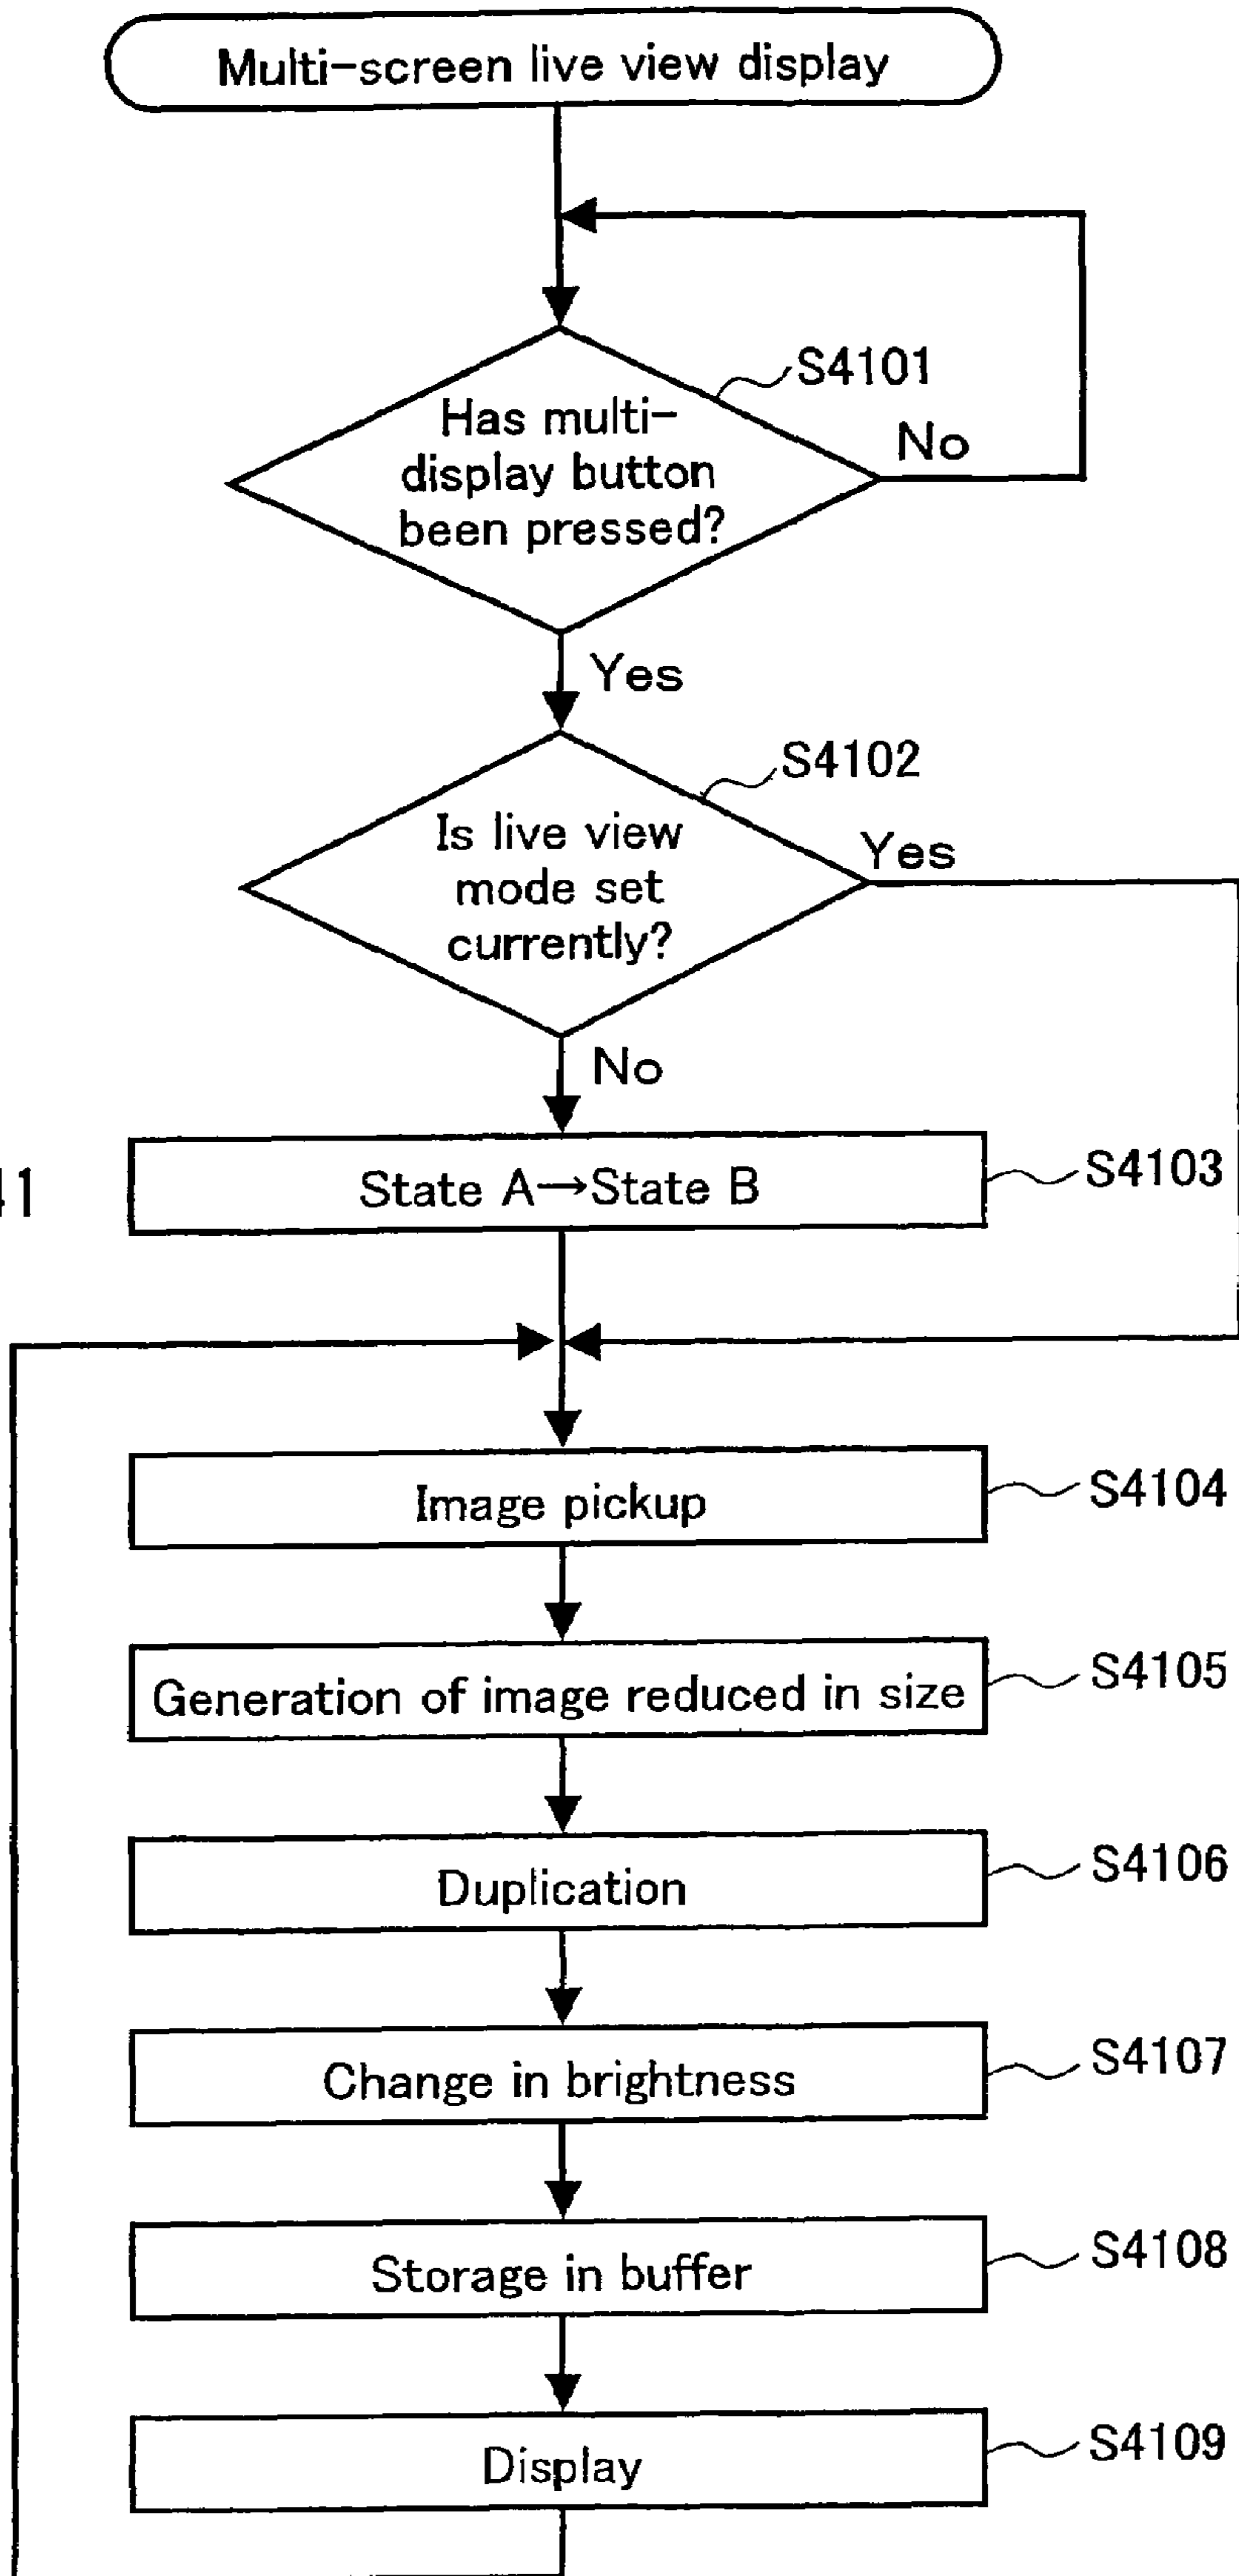 Multi-screen live view display
S4101
Has multi-
display button
been pressed?
No
Yes
S4102
Is live view
mode set
currently?
Yes
No
State A→State B
S4103
Image pickup
S4104
Generation of image reduced in size
S4105
Duplication
S4106
Change in brightness
S4107
Storage in buffer
S4108
Display
S4109